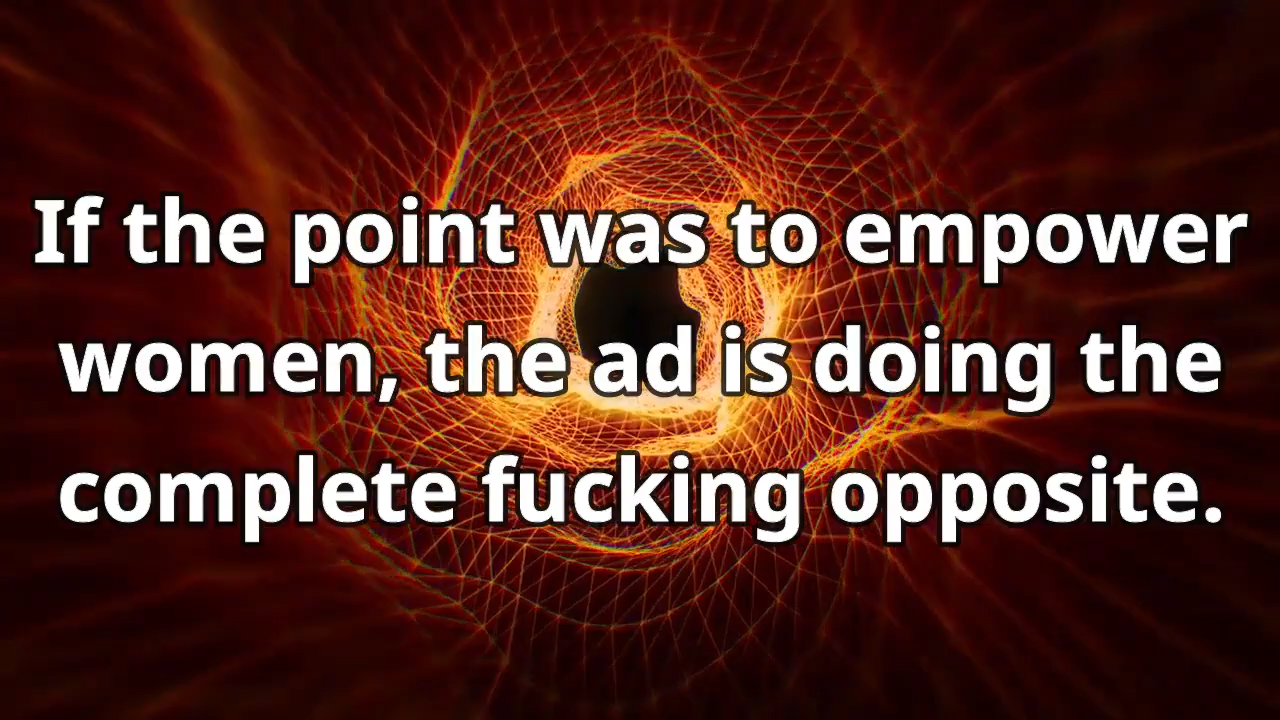 If the point was to empower
women, the ad is doing the
complete fucking opposite.